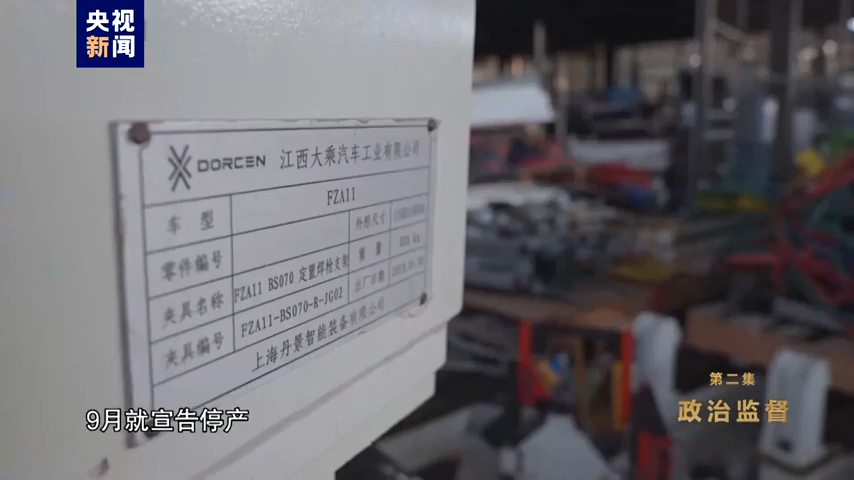 央视
新闻
DORCEN 江西大乘汽车工业有限公司
车 型 FZA11 外形尺寸
零件编号 重 量 kg
夹具名称 FZA11 BS070 定置焊枪支架 出厂日期
夹具编号 FZA11-BS070-R-JG02
上海丹景智能装备有限公司
9月就宣告停产
第二集
政治监督